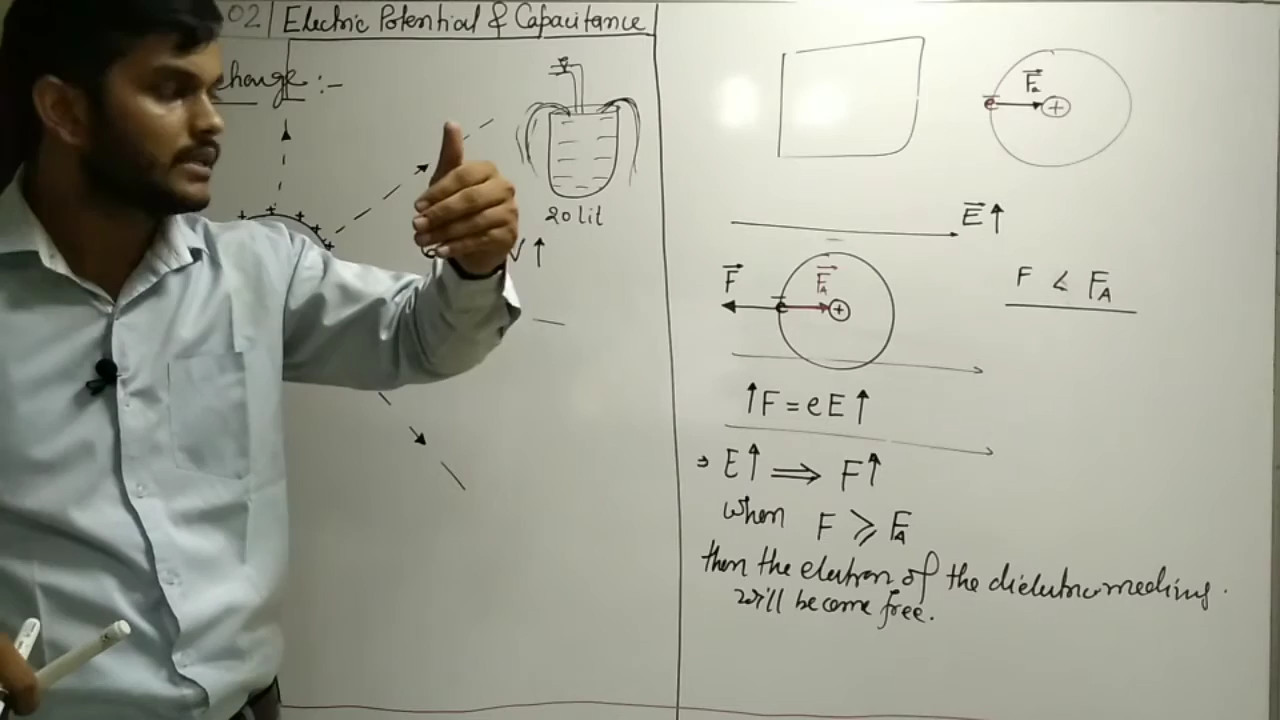 02 Electric Potential & Capacitance
charge :-
20 lit
V ↑
e⁻ F⃗a +
E⃗ ↑
F⃗ e⁻ F⃗A +
F < FA
↑F = eE↑
⇒ E↑ ⟹ F↑
when F ⩾ FA
then the electron of the dielectric medium.
will become free.